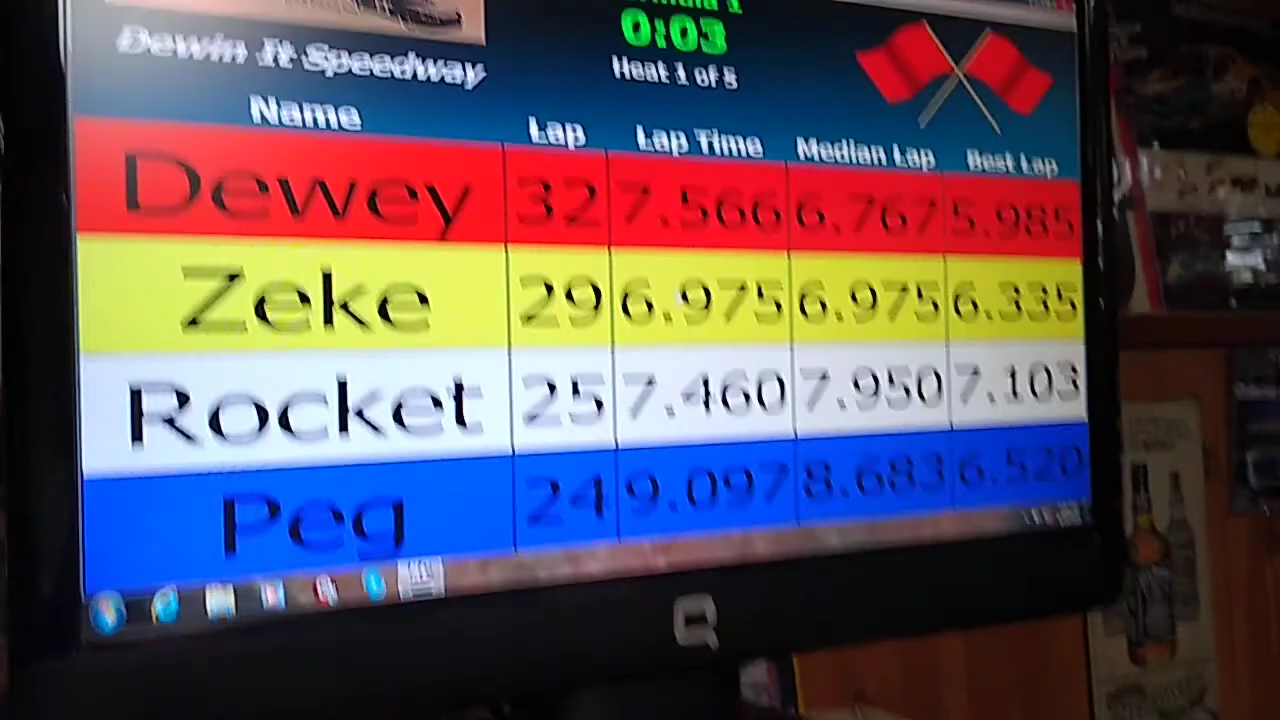 Formula 1
0:03
Dewin It Speedway
Heat 1 of 5
Name Lap Lap Time Median Lap Best Lap
Dewey 32 7.566 6.767 5.985
Zeke 29 6.975 6.975 6.335
Rocket 25 7.460 7.950 7.103
Peg 24 9.097 8.683 6.520